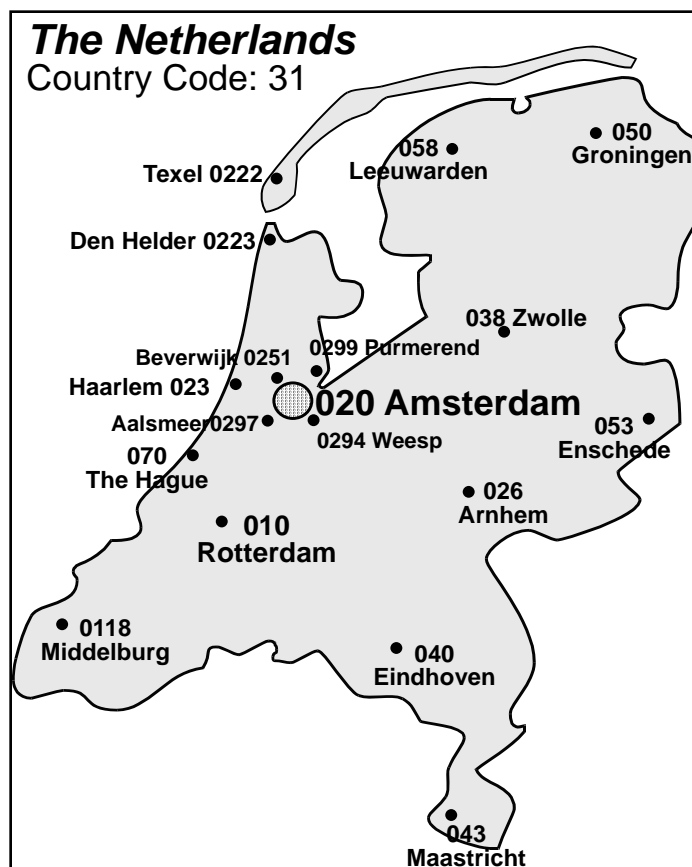 The Netherlands
Country Code: 31
050
Groningen
058
Leeuwarden
Texel 0222
Den Helder 0223
038 Zwolle
0299 Purmerend
Beverwijk 0251
Haarlem 023
020 Amsterdam
Aalsmeer0297
0294 Weesp
053
Enschede
070
The Hague
026
Arnhem
010
Rotterdam
0118
Middelburg
040
Eindhoven
043
Maastricht